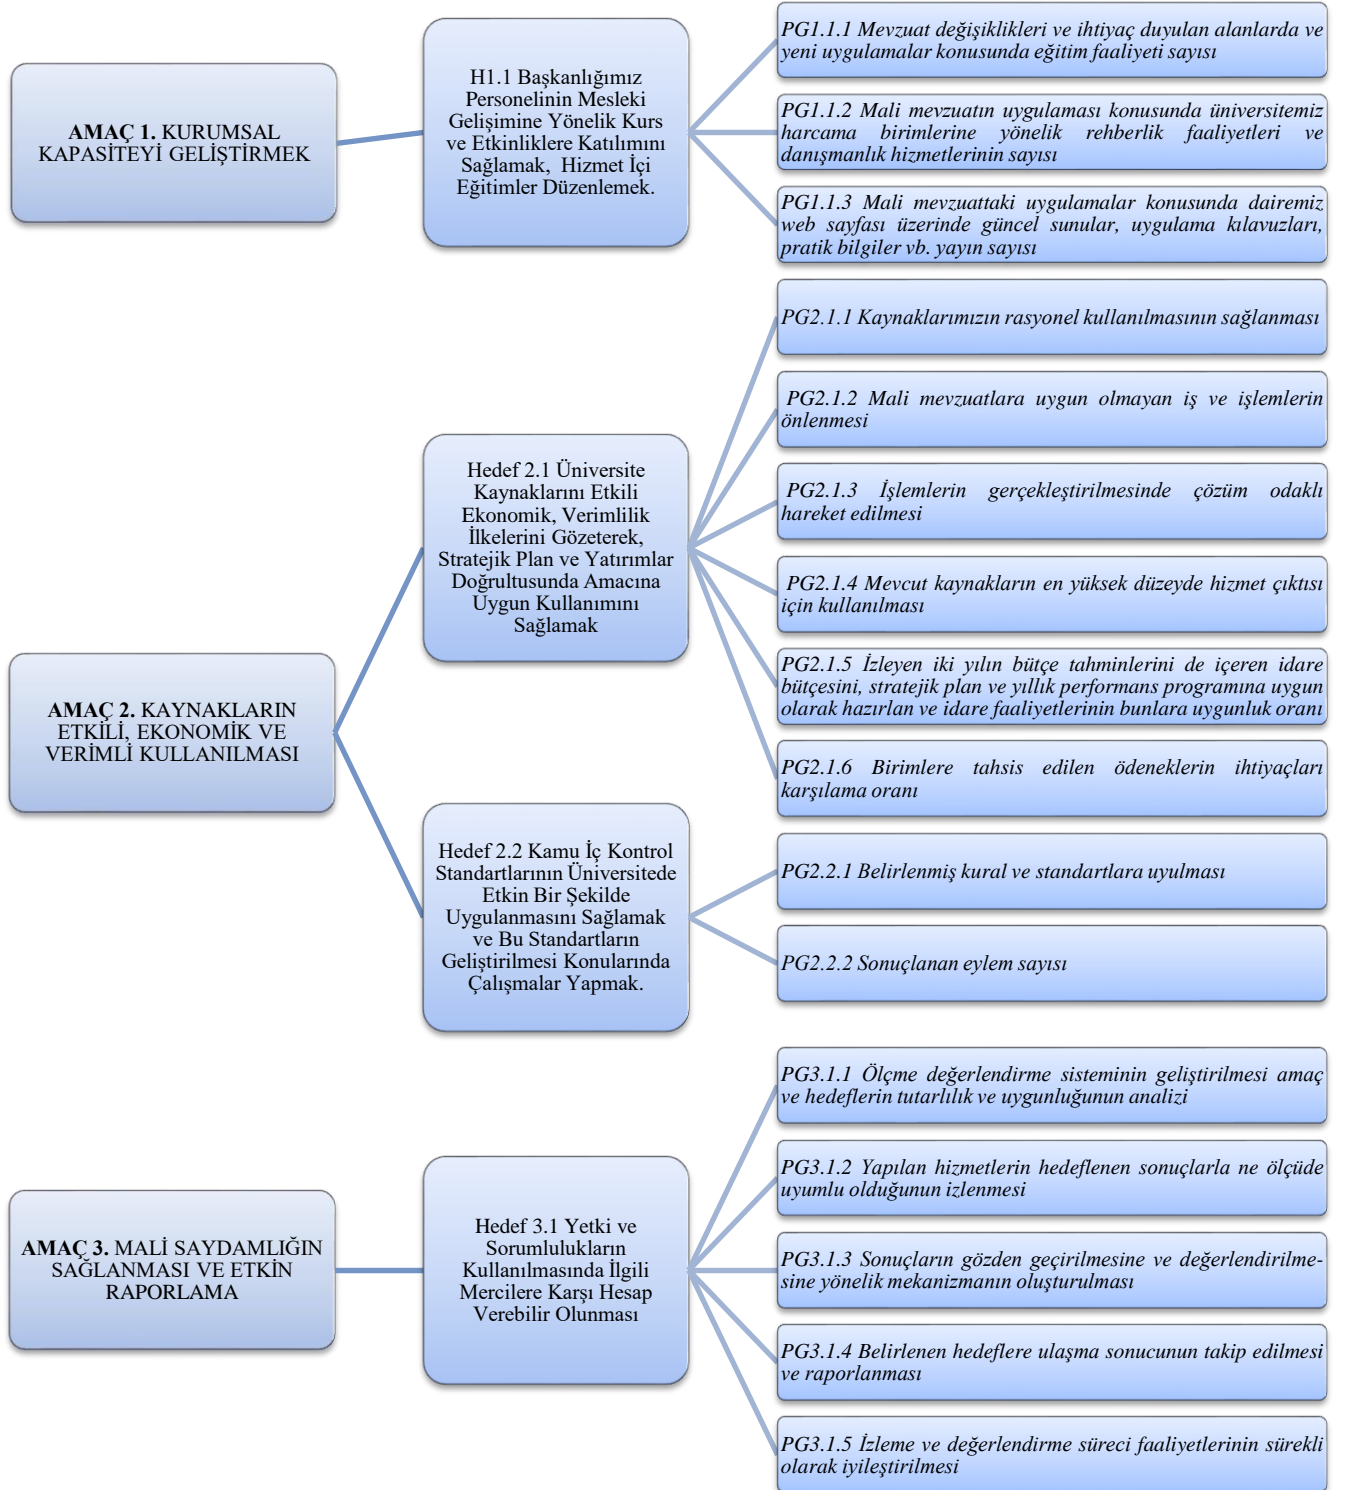 AMAÇ 1. KURUMSAL
KAPASİTEYİ GELİŞTİRMEK
H1.1 Başkanlığımız
Personelinin Mesleki
Gelişimine Yönelik Kurs
ve Etkinliklere Katılımını
Sağlamak, Hizmet İçi
Eğitimler Düzenlemek.
PG1.1.1 Mevzuat değişiklikleri ve ihtiyaç duyulan alanlarda ve
yeni uygulamalar konusunda eğitim faaliyeti sayısı
PG1.1.2 Mali mevzuatın uygulaması konusunda üniversitemiz
harcama birimlerine yönelik rehberlik faaliyetleri ve
danışmanlık hizmetlerinin sayısı
PG1.1.3 Mali mevzuattaki uygulamalar konusunda dairemiz
web sayfası üzerinde güncel sunular, uygulama kılavuzları,
pratik bilgiler vb. yayın sayısı
AMAÇ 2. KAYNAKLARIN
ETKİLİ, EKONOMİK VE
VERİMLİ KULLANILMASI
Hedef 2.1 Üniversite
Kaynaklarını Etkili
Ekonomik, Verimlilik
İlkelerini Gözeterek,
Stratejik Plan ve Yatırımlar
Doğrultusunda Amacına
Uygun Kullanımını
Sağlamak
PG2.1.1 Kaynaklarımızın rasyonel kullanılmasının sağlanması
PG2.1.2 Mali mevzuatlara uygun olmayan iş ve işlemlerin
önlenmesi
PG2.1.3 İşlemlerin gerçekleştirilmesinde çözüm odaklı
hareket edilmesi
PG2.1.4 Mevcut kaynakların en yüksek düzeyde hizmet çıktısı
için kullanılması
PG2.1.5 İzleyen iki yılın bütçe tahminlerini de içeren idare
bütçesini, stratejik plan ve yıllık performans programına uygun
olarak hazırlan ve idare faaliyetlerinin bunlara uygunluk oranı
PG2.1.6 Birimlere tahsis edilen ödeneklerin ihtiyaçları
karşılama oranı
Hedef 2.2 Kamu İç Kontrol
Standartlarının Üniversitede
Etkin Bir Şekilde
Uygulanmasını Sağlamak
ve Bu Standartların
Geliştirilmesi Konularında
Çalışmalar Yapmak.
PG2.2.1 Belirlenmiş kural ve standartlara uyulması
PG2.2.2 Sonuçlanan eylem sayısı
AMAÇ 3. MALİ SAYDAMLIĞIN
SAĞLANMASI VE ETKİN
RAPORLAMA
Hedef 3.1 Yetki ve
Sorumlulukların
Kullanılmasında İlgili
Mercilere Karşı Hesap
Verebilir Olunması
PG3.1.1 Ölçme değerlendirme sisteminin geliştirilmesi amaç
ve hedeflerin tutarlılık ve uygunluğunun analizi
PG3.1.2 Yapılan hizmetlerin hedeflenen sonuçlarla ne ölçüde
uyumlu olduğunun izlenmesi
PG3.1.3 Sonuçların gözden geçirilmesine ve değerlendirilme-
sine yönelik mekanizmanın oluşturulması
PG3.1.4 Belirlenen hedeflere ulaşma sonucunun takip edilmesi
ve raporlanması
PG3.1.5 İzleme ve değerlendirme süreci faaliyetlerinin sürekli
olarak iyileştirilmesi